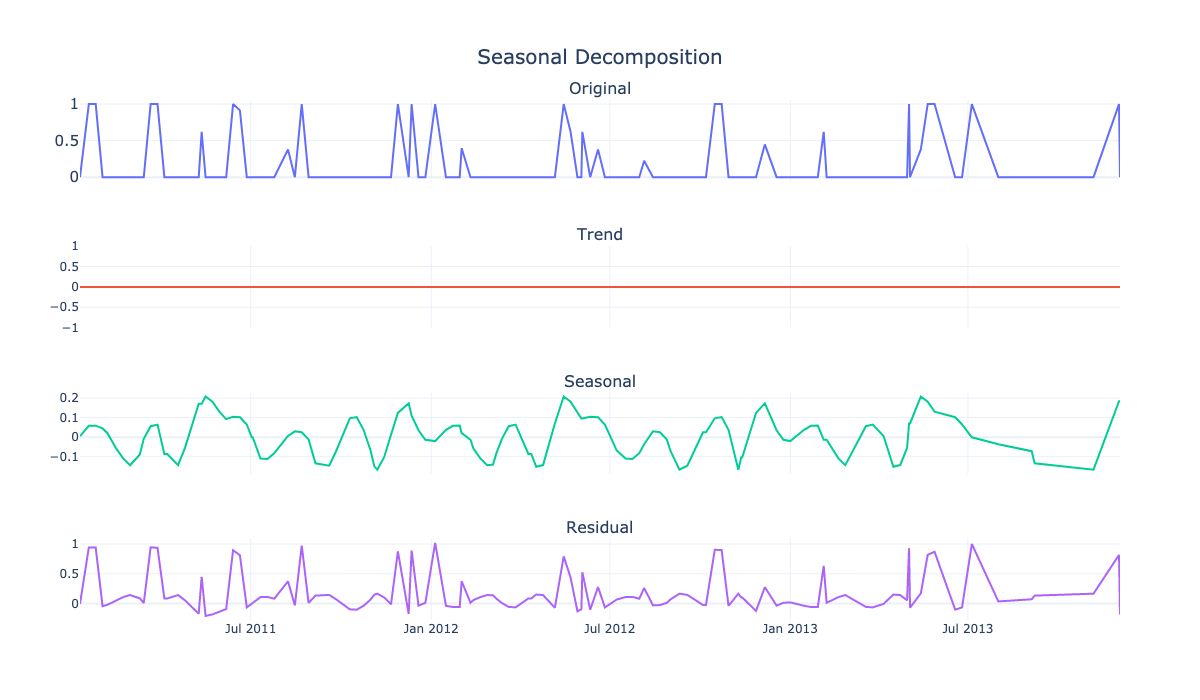 Seasonal Decomposition
Original
1
0.5
0
Trend
1
0.5
0
−0.5
−1
Seasonal
0.2
0.1
0
−0.1
Residual
1
0.5
0
Jul 2011 Jan 2012 Jul 2012 Jan 2013 Jul 2013